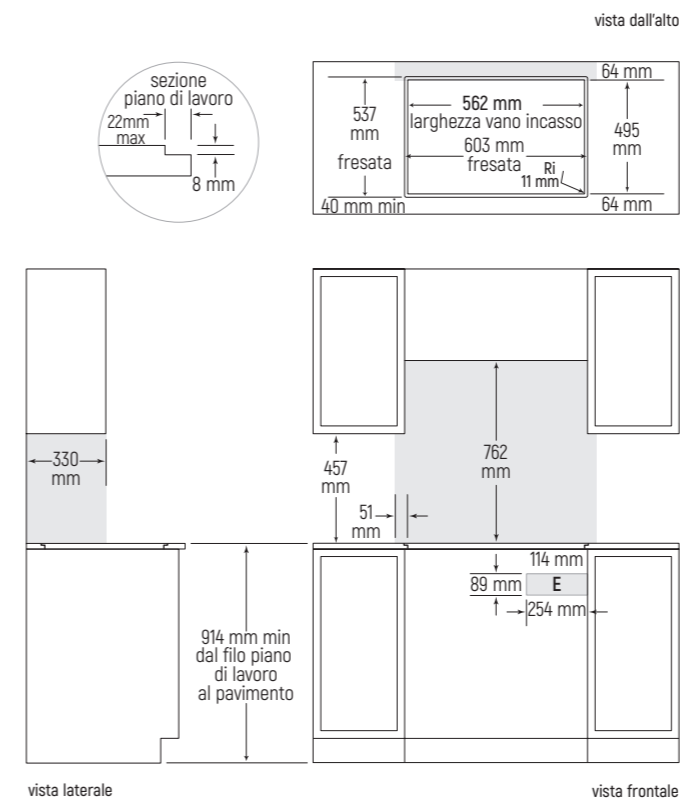 vista dall'alto
sezione
piano di lavoro
22mm
max
8 mm
64 mm
537
mm
fresata
562 mm
larghezza vano incasso
603 mm
fresata
Ri
11 mm
495
mm
40 mm min
64 mm
330
mm
457
mm
762
mm
51
mm
114 mm
89 mm
E
254 mm
914 mm min
dal filo piano
di lavoro
al pavimento
vista laterale
vista frontale